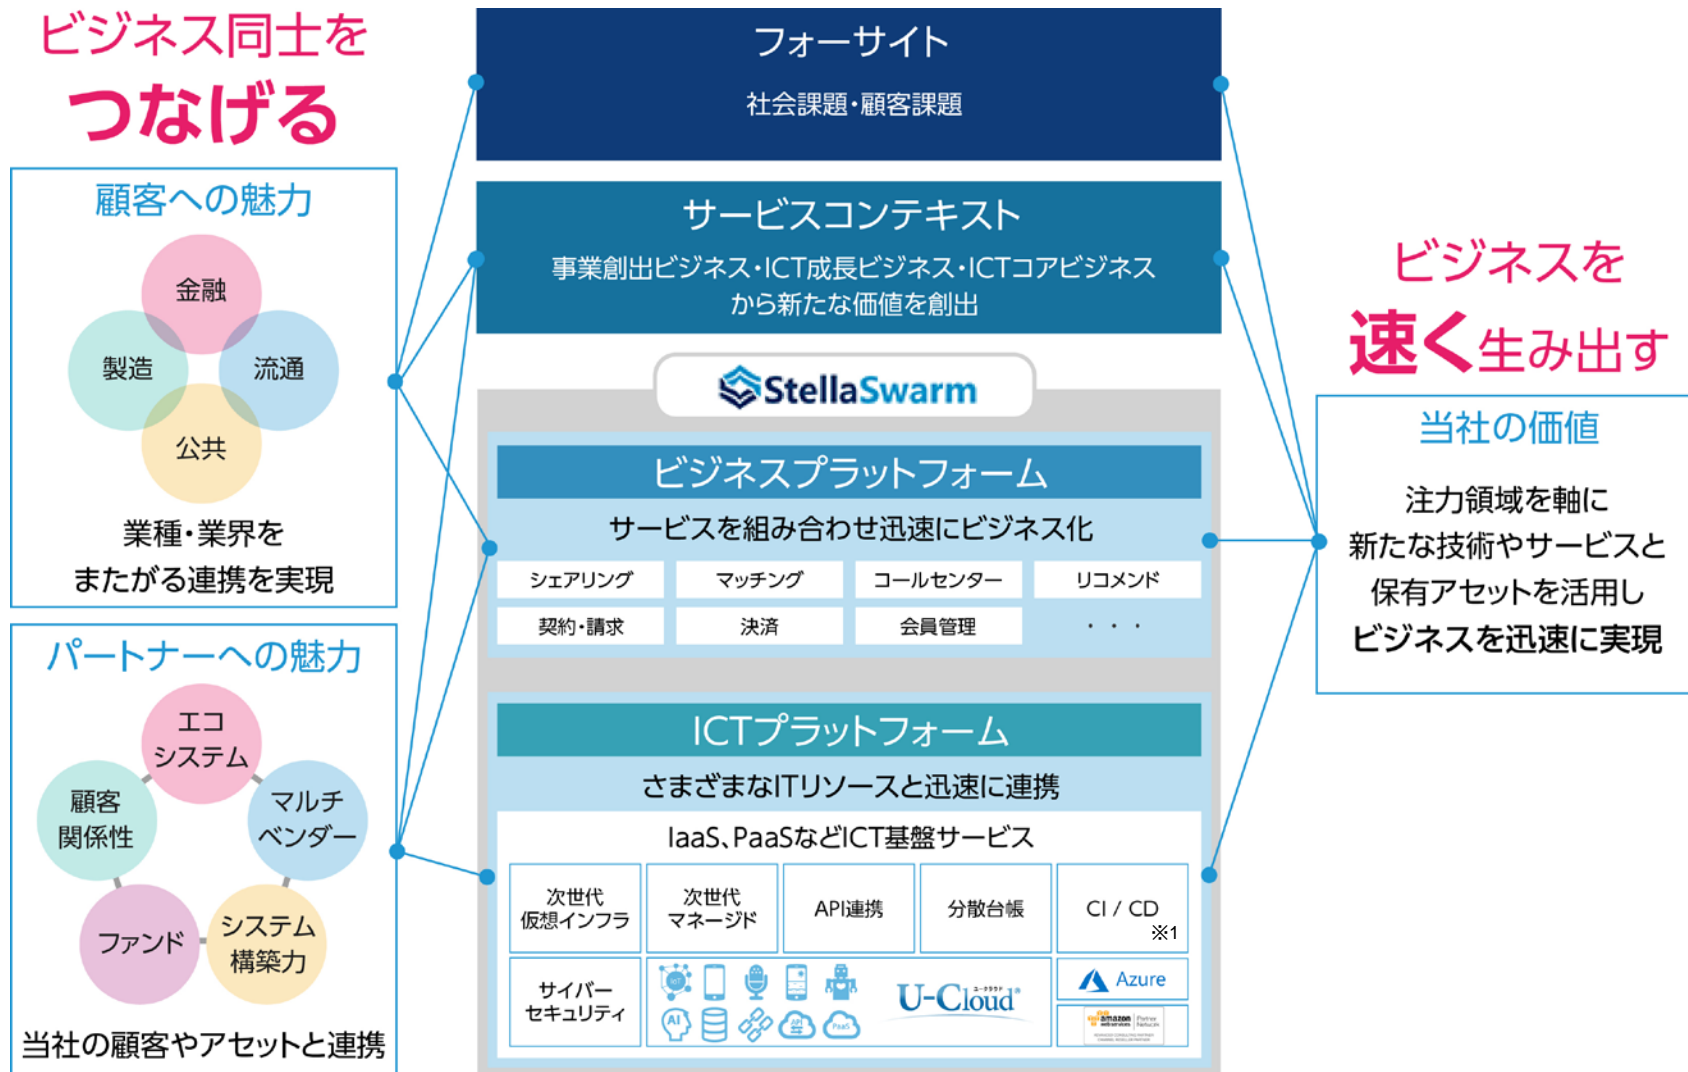 ビジネス同士を
つなげる
顧客への魅力
金融
製造
流通
公共
業種・業界を
またがる連携を実現
パートナーへの魅力
エコ
システム
顧客
関係性
マルチ
ベンダー
ファンド
システム
構築力
当社の顧客やアセットと連携
フォーサイト
社会課題・顧客課題
サービスコンテキスト
事業創出ビジネス・ICT成長ビジネス・ICTコアビジネス
から新たな価値を創出
StellaSwarm
ビジネスプラットフォーム
サービスを組み合わせ迅速にビジネス化
シェアリング
マッチング
コールセンター
リコメンド
契約・請求
決済
会員管理
・・・
ICTプラットフォーム
さまざまなITリソースと迅速に連携
IaaS、PaaSなどICT基盤サービス
次世代
仮想インフラ
次世代
マネージド
API連携
分散台帳
CI / CD
※1
サイバー
セキュリティ
IoT
AI
API
PaaS
ユークラウド
U-Cloud®
Azure
amazon
webservices
Partner
Network
ビジネスを
速く生み出す
当社の価値
注力領域を軸に
新たな技術やサービスと
保有アセットを活用し
ビジネスを迅速に実現